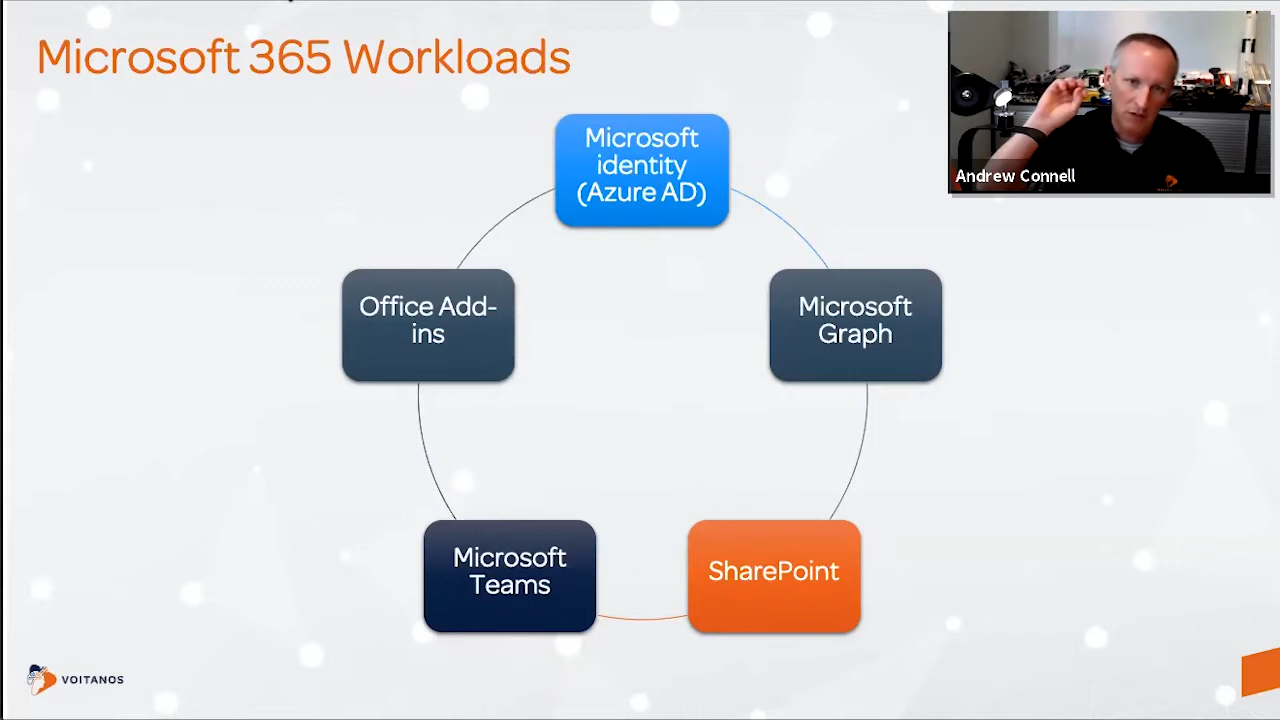 Microsoft 365 Workloads
Andrew Connell
Microsoft
identity
(Azure AD)
Office Add-
ins
Microsoft
Graph
Microsoft
Teams
SharePoint
VOITANOS